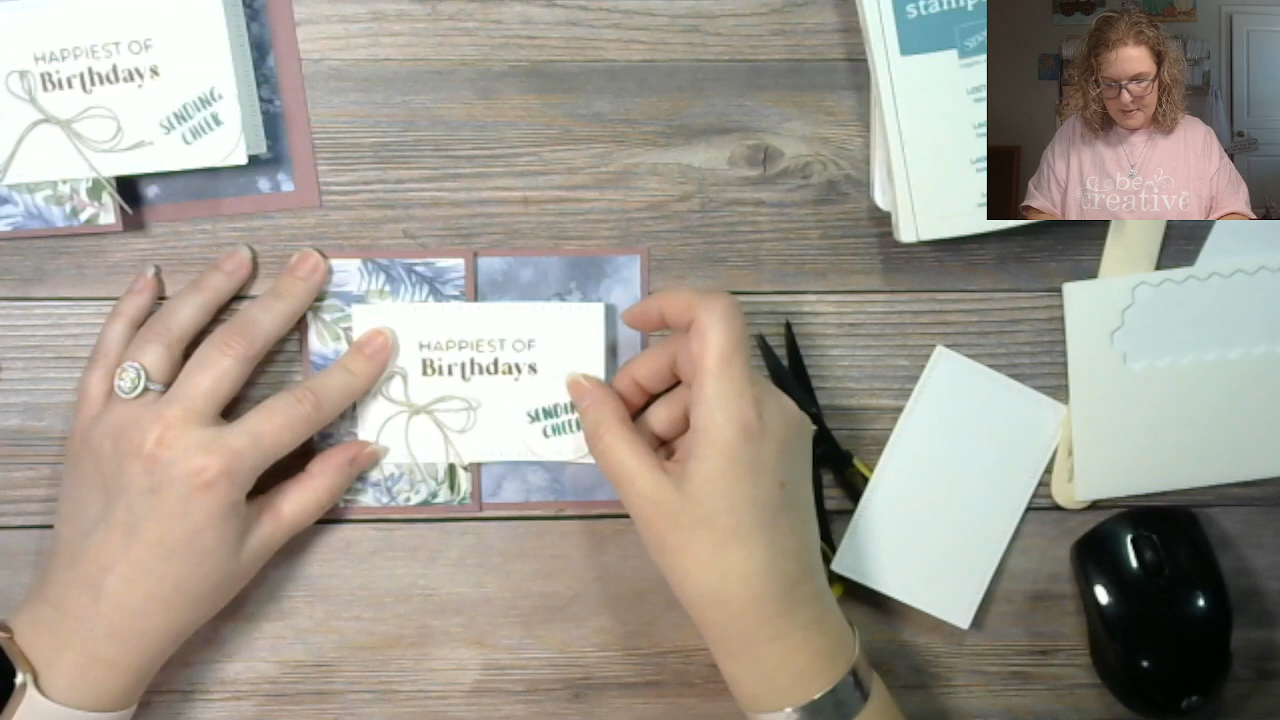 HAPPIEST OF
Birthdays
SENDING
CHEER
stamp
be
creative
HAPPIEST OF
Birthdays
SENDING
CHEER